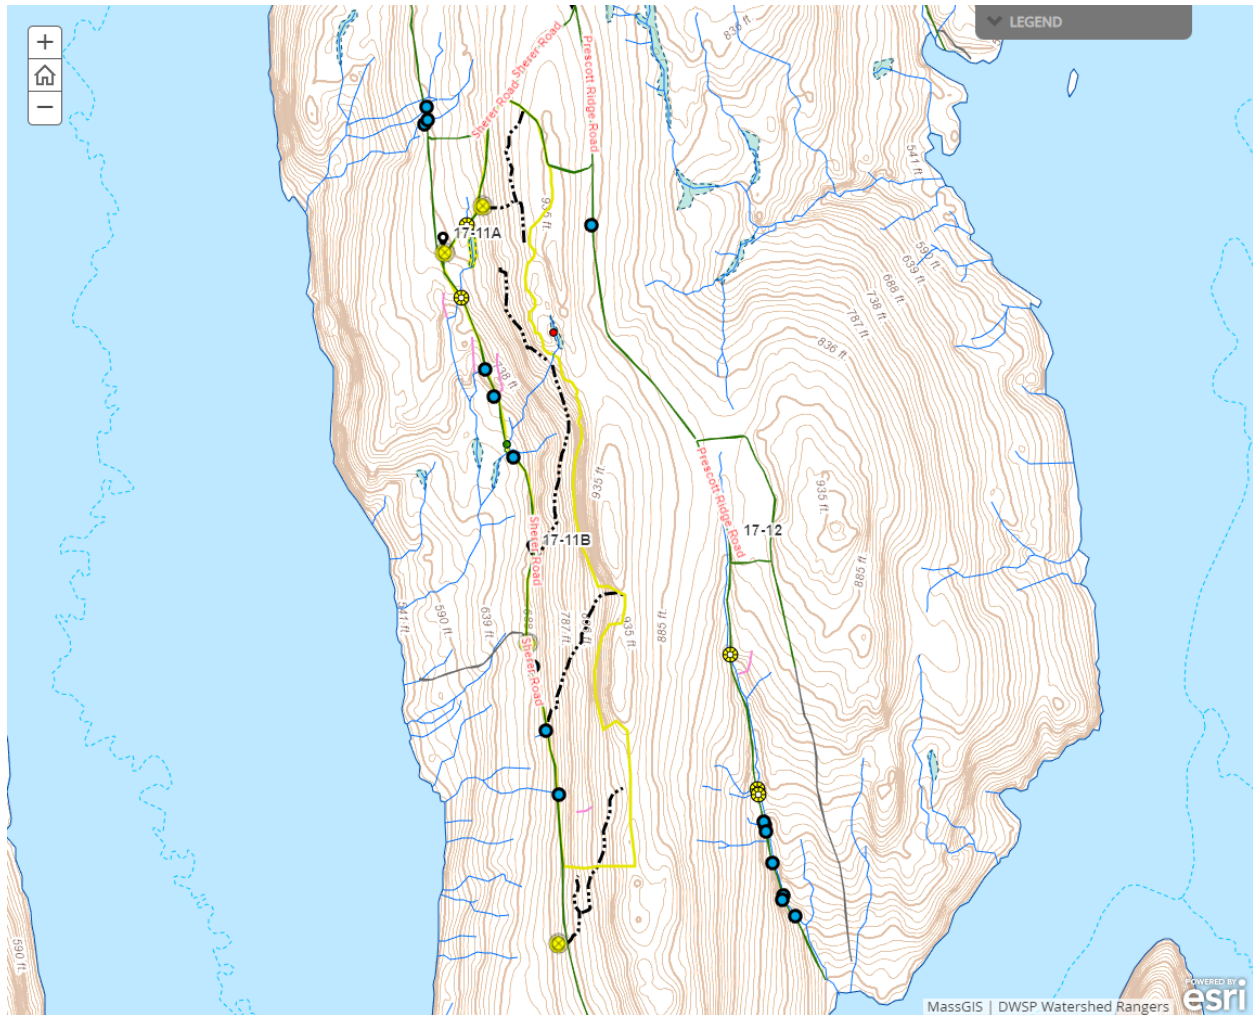 +
−
LEGEND
836 ft.
Sherer Road
Sherer Road
Prescott Ridge Road
541 ft
935 ft.
17-11A
590 ft
639 ft
688 ft.
738 ft.
787 ft.
836 ft.
738 ft
935 ft
935 ft.
Prescott Ridge Road
17-12
Sherer Road
17-11B
885 ft.
541 ft.
590 ft.
639 ft.
787 ft.
935 ft
885 ft.
Sherer Road
590 ft.
MassGIS | DWSP Watershed Rangers
POWERED BY
esri